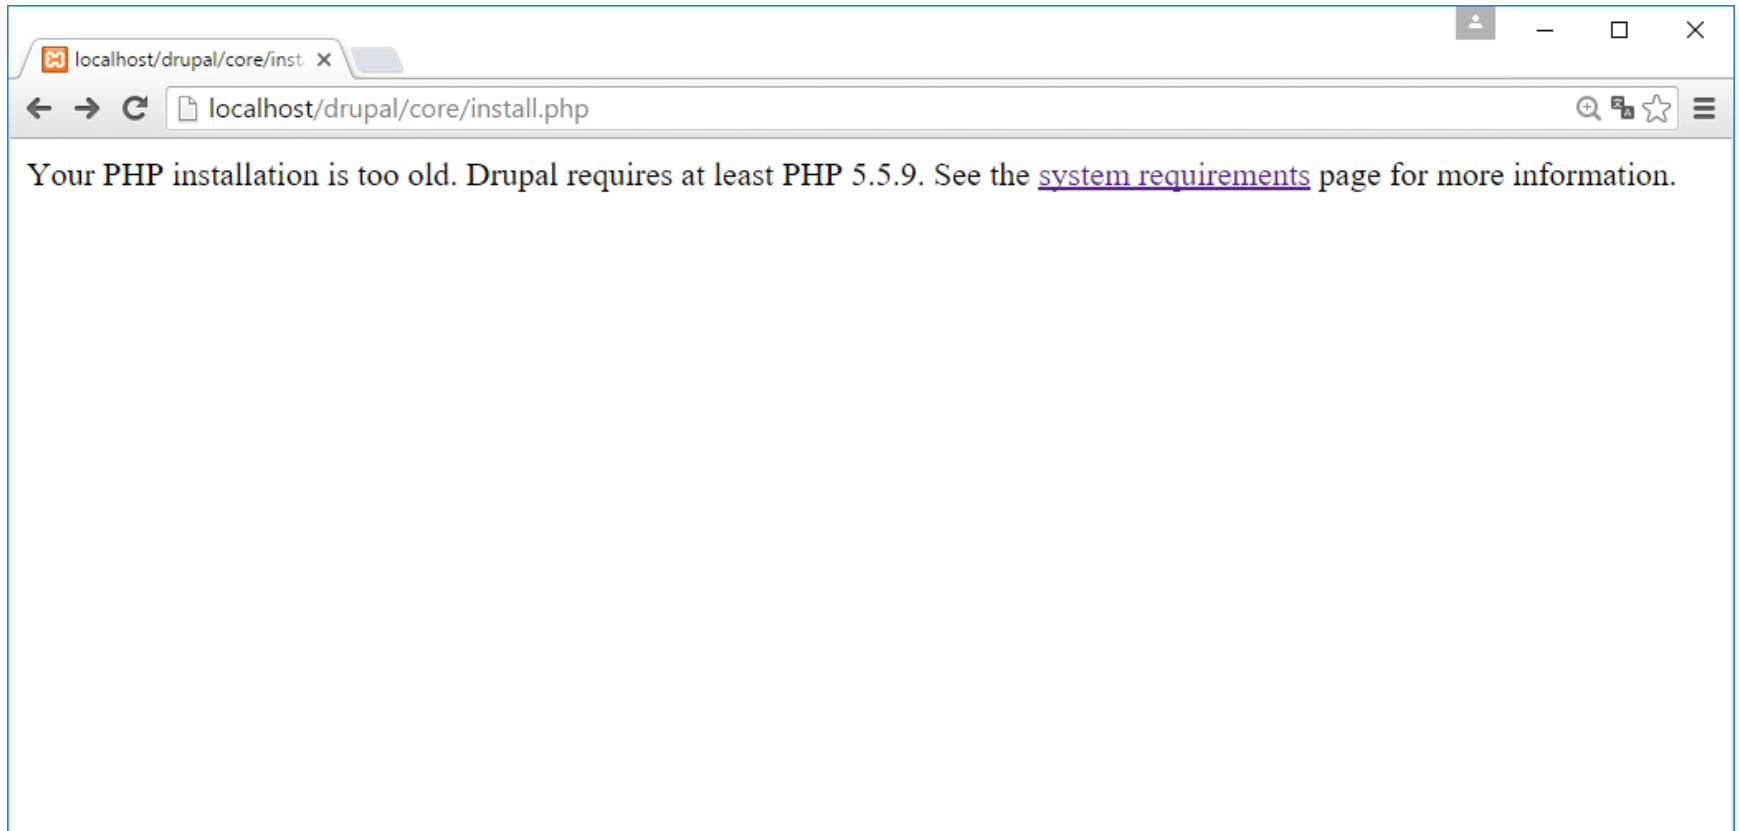 localhost/drupal/core/inst
localhost/drupal/core/install.php
Your PHP installation is too old. Drupal requires at least PHP 5.5.9. See the system requirements page for more information.